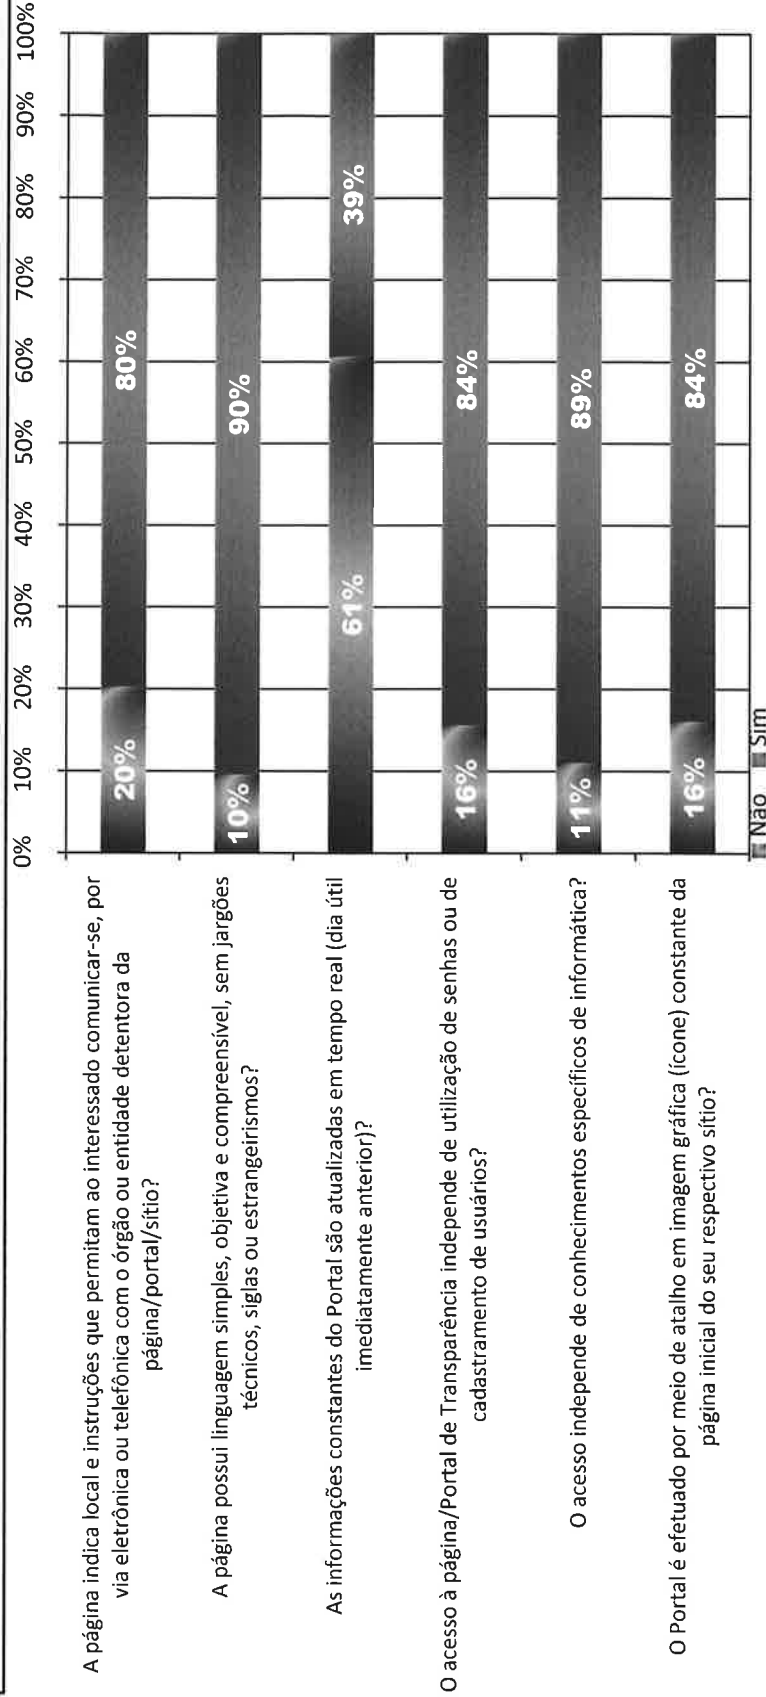 0% 10% 20% 30% 40% 50% 60% 70% 80% 90% 100%
A página indica local e instruções que permitam ao interessado comunicar-se, por
via eletrônica ou telefônica com o órgão ou entidade detentora da
página/portal/sítio?
20% 80%
A página possui linguagem simples, objetiva e compreensível, sem jargões
técnicos, siglas ou estrangeirismos?
10% 90%
As informações constantes do Portal são atualizadas em tempo real (dia útil
imediatamente anterior)?
61% 39%
O acesso à página/Portal de Transparência independe de utilização de senhas ou de
cadastramento de usuários?
16% 84%
O acesso independe de conhecimentos específicos de informática?
11% 89%
O Portal é efetuado por meio de atalho em imagem gráfica (ícone) constante da
página inicial do seu respectivo sítio?
16% 84%
Não Sim